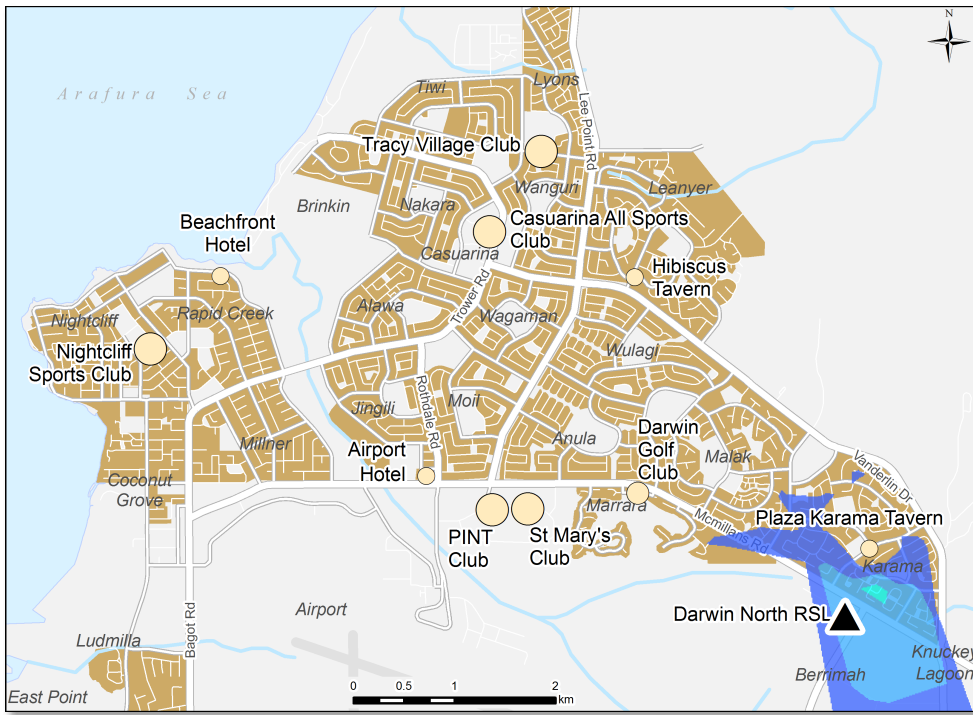 N
Arafura Sea
Tiwi
Lyons
Lee Point Rd
Tracy Village Club
Wanguri
Leanyer
Nakara
Brinkin
Beachfront
Hotel
Casuarina All Sports
Club
Casuarina
Hibiscus
Tavern
Trower Rd
Alawa
Rapid Creek
Nightcliff
Wagaman
Nightcliff
Sports Club
Wulagi
Rothdale Rd
Jingili
Moil
Millner
Anula
Darwin
Golf
Club
Malak
Airport
Hotel
Vanderlin Dr
Coconut
Grove
Marrara
Mcmillans Rd
Plaza Karama Tavern
PINT
Club
St Mary's
Club
Karama
Airport
Bagot Rd
Darwin North RSL
Ludmilla
Knuckey
Lagoon
Berrimah
East Point
0 0.5 1 2
km